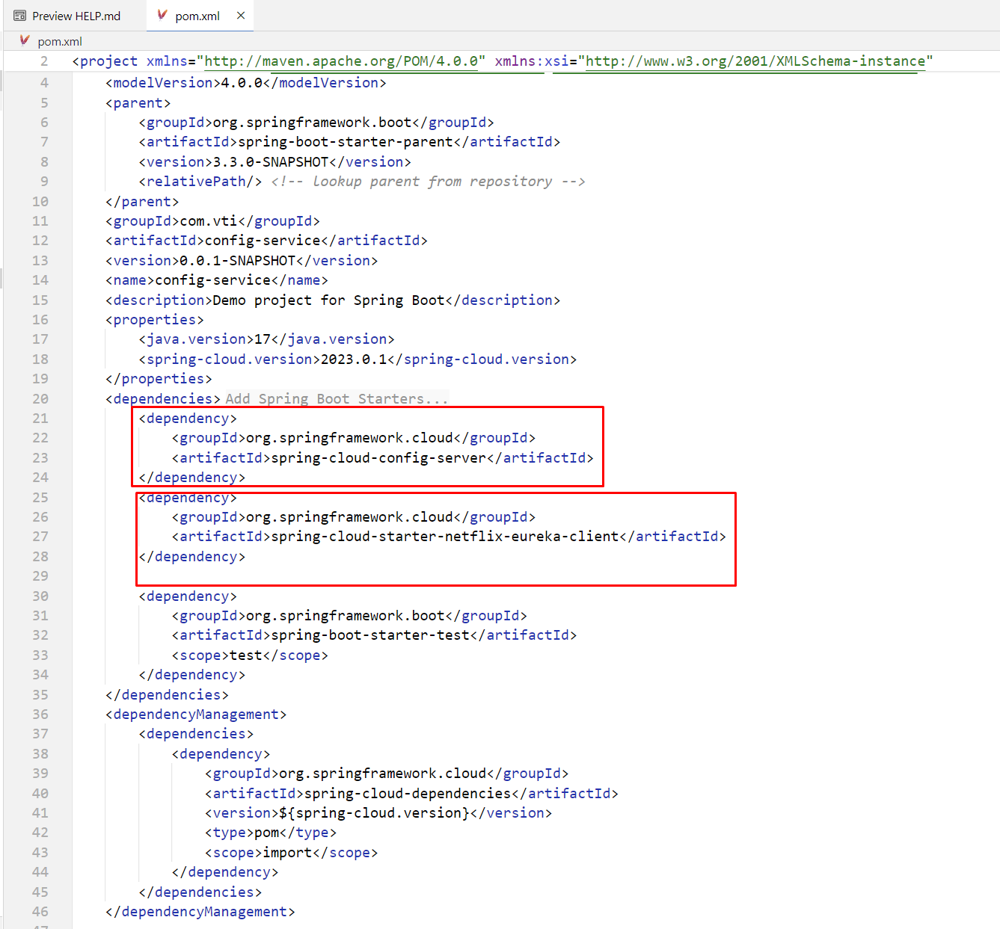 Preview HELP.md
pom.xml
pom.xml
2 <project xmlns="http://maven.apache.org/POM/4.0.0" xmlns:xsi="http://www.w3.org/2001/XMLSchema-instance"
4 <modelVersion>4.0.0</modelVersion>
5 <parent>
6 <groupId>org.springframework.boot</groupId>
7 <artifactId>spring-boot-starter-parent</artifactId>
8 <version>3.3.0-SNAPSHOT</version>
9 <relativePath/> <!-- lookup parent from repository -->
10 </parent>
11 <groupId>com.vti</groupId>
12 <artifactId>config-service</artifactId>
13 <version>0.0.1-SNAPSHOT</version>
14 <name>config-service</name>
15 <description>Demo project for Spring Boot</description>
16 <properties>
17 <java.version>17</java.version>
18 <spring-cloud.version>2023.0.1</spring-cloud.version>
19 </properties>
20 <dependencies> Add Spring Boot Starters...
21 <dependency>
22 <groupId>org.springframework.cloud</groupId>
23 <artifactId>spring-cloud-config-server</artifactId>
24 </dependency>
25 <dependency>
26 <groupId>org.springframework.cloud</groupId>
27 <artifactId>spring-cloud-starter-netflix-eureka-client</artifactId>
28 </dependency>
29
30 <dependency>
31 <groupId>org.springframework.boot</groupId>
32 <artifactId>spring-boot-starter-test</artifactId>
33 <scope>test</scope>
34 </dependency>
35 </dependencies>
36 <dependencyManagement>
37 <dependencies>
38 <dependency>
39 <groupId>org.springframework.cloud</groupId>
40 <artifactId>spring-cloud-dependencies</artifactId>
41 <version>${spring-cloud.version}</version>
42 <type>pom</type>
43 <scope>import</scope>
44 </dependency>
45 </dependencies>
46 </dependencyManagement>